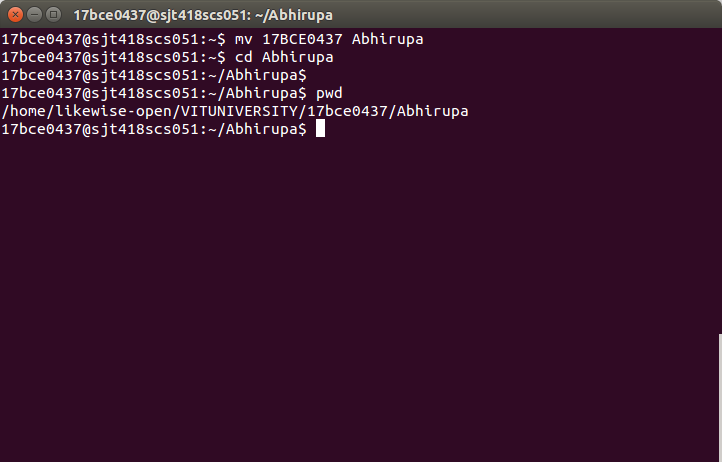 17bce0437@sjt418scs051: ~/Abhirupa
17bce0437@sjt418scs051:~$ mv 17BCE0437 Abhirupa
17bce0437@sjt418scs051:~$ cd Abhirupa
17bce0437@sjt418scs051:~/Abhirupa$
17bce0437@sjt418scs051:~/Abhirupa$ pwd
/home/likewise-open/VITUNIVERSITY/17bce0437/Abhirupa
17bce0437@sjt418scs051:~/Abhirupa$